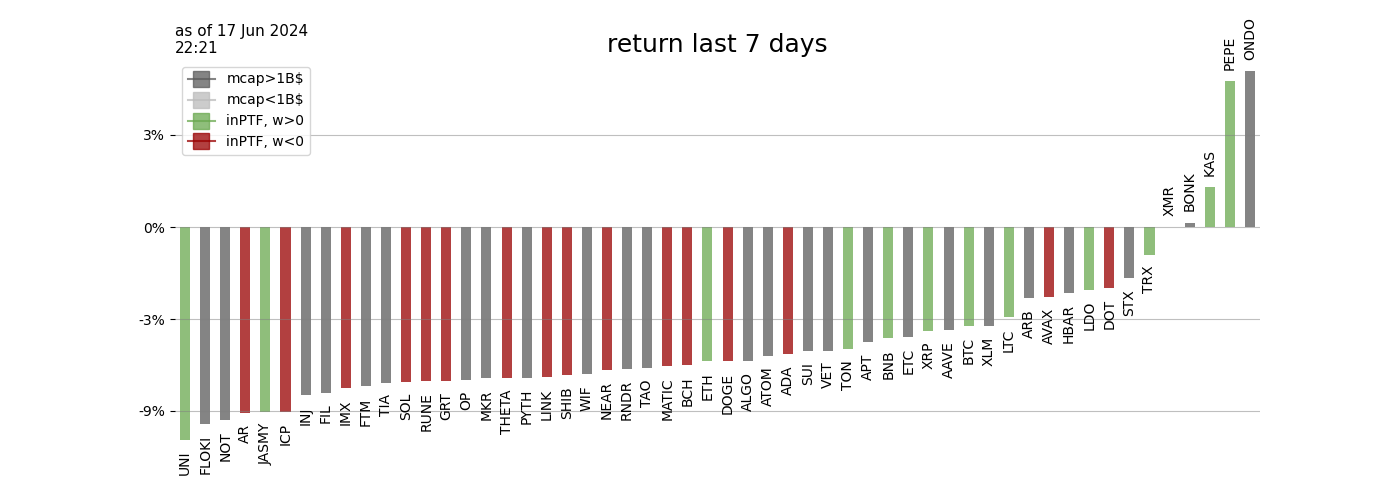 as of 17 Jun 2024
22:21
return last 7 days
mcap>1B$
mcap<1B$
inPTF, w>0
inPTF, w<0
3%
0%
-3%
-9%
UNI
FLOKI
NOT
AR
JASMY
ICP
INJ
FIL
IMX
FTM
TIA
SOL
RUNE
GRT
OP
MKR
THETA
PYTH
LINK
SHIB
WIF
NEAR
RNDR
TAO
MATIC
BCH
ETH
DOGE
ALGO
ATOM
ADA
SUI
VET
TON
APT
BNB
ETC
XRP
AAVE
BTC
XLM
LTC
ARB
AVAX
HBAR
LDO
DOT
STX
TRX
XMR
BONK
KAS
PEPE
ONDO